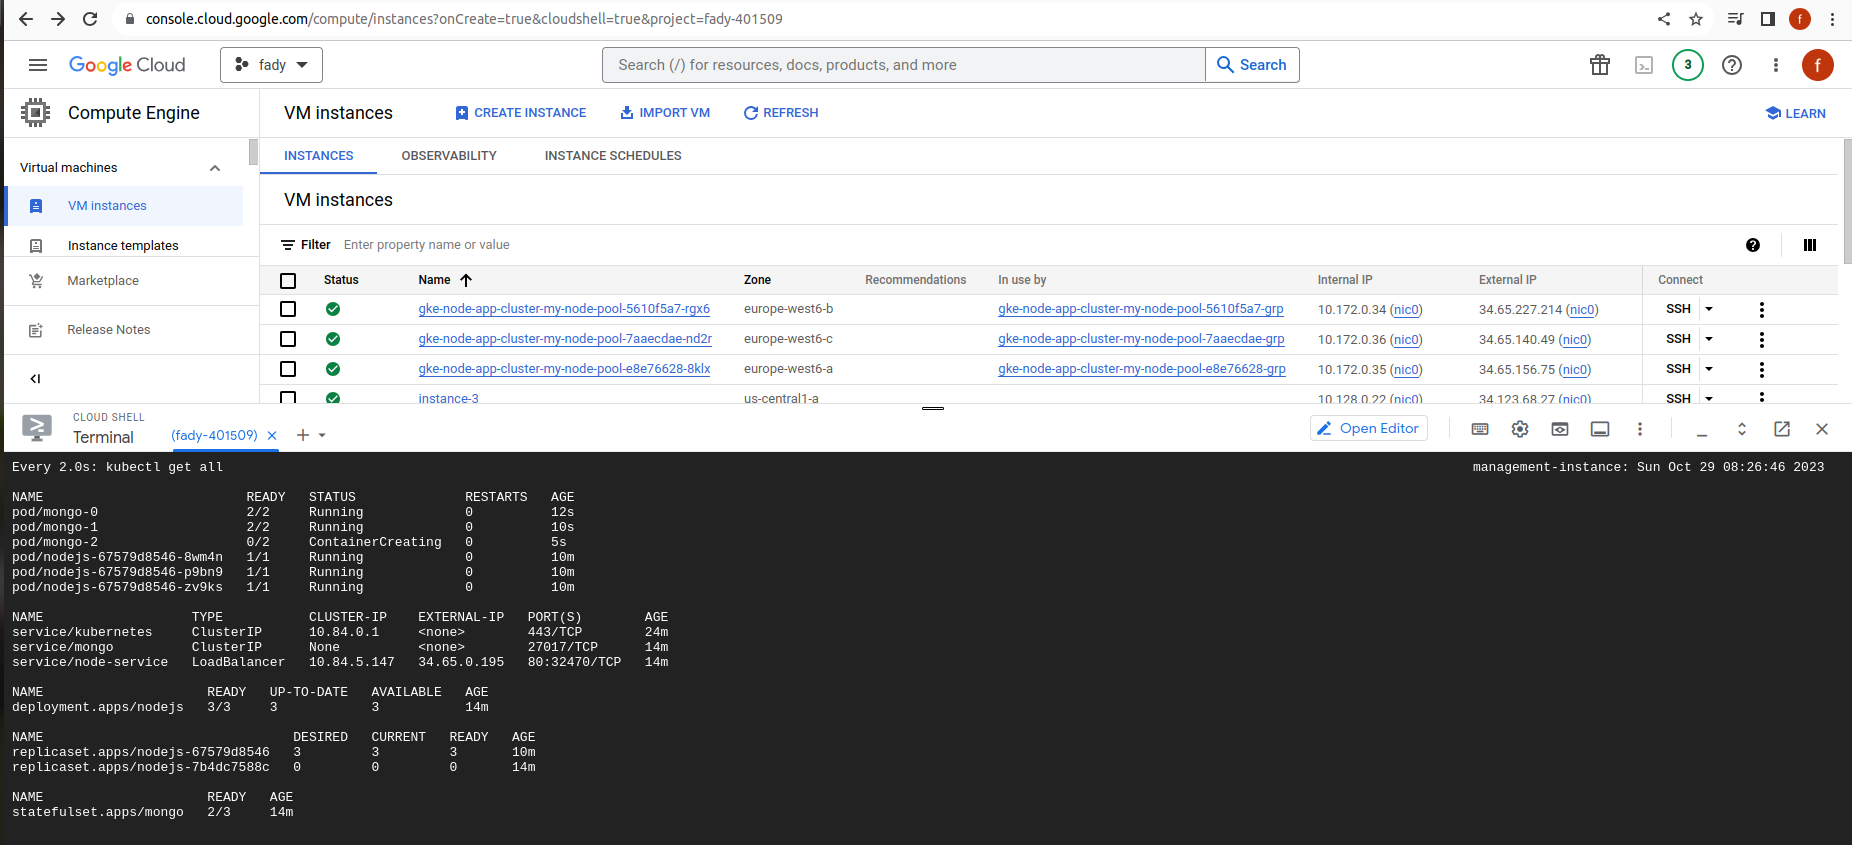 console.cloud.google.com/compute/instances?onCreate=true&cloudshell=true&project=fady-401509
f
Google Cloud
fady
Search (/) for resources, docs, products, and more
Search
3
f
Compute Engine
VM instances
CREATE INSTANCE
IMPORT VM
REFRESH
LEARN
Virtual machines
VM instances
Instance templates
Marketplace
Release Notes
INSTANCES OBSERVABILITY INSTANCE SCHEDULES
VM instances
Filter Enter property name or value
Status Name Zone Recommendations In use by Internal IP External IP Connect
gke-node-app-cluster-my-node-pool-5610f5a7-rgx6 europe-west6-b gke-node-app-cluster-my-node-pool-5610f5a7-grp 10.172.0.34 (nic0) 34.65.227.214 (nic0) SSH
gke-node-app-cluster-my-node-pool-7aaecdae-nd2r europe-west6-c gke-node-app-cluster-my-node-pool-7aaecdae-grp 10.172.0.36 (nic0) 34.65.140.49 (nic0) SSH
gke-node-app-cluster-my-node-pool-e8e76628-8klx europe-west6-a gke-node-app-cluster-my-node-pool-e8e76628-grp 10.172.0.35 (nic0) 34.65.156.75 (nic0) SSH
instance-3 us-central1-a 10.128.0.22 (nic0) 34.123.68.27 (nic0) SSH
CLOUD SHELL
Terminal
(fady-401509)
Open Editor
Every 2.0s: kubectl get all management-instance: Sun Oct 29 08:26:46 2023
NAME READY STATUS RESTARTS AGE
pod/mongo-0 2/2 Running 0 12s
pod/mongo-1 2/2 Running 0 10s
pod/mongo-2 0/2 ContainerCreating 0 5s
pod/nodejs-67579d8546-8wm4n 1/1 Running 0 10m
pod/nodejs-67579d8546-p9bn9 1/1 Running 0 10m
pod/nodejs-67579d8546-zv9ks 1/1 Running 0 10m
NAME TYPE CLUSTER-IP EXTERNAL-IP PORT(S) AGE
service/kubernetes ClusterIP 10.84.0.1 <none> 443/TCP 24m
service/mongo ClusterIP None <none> 27017/TCP 14m
service/node-service LoadBalancer 10.84.5.147 34.65.0.195 80:32470/TCP 14m
NAME READY UP-TO-DATE AVAILABLE AGE
deployment.apps/nodejs 3/3 3 3 14m
NAME DESIRED CURRENT READY AGE
replicaset.apps/nodejs-67579d8546 3 3 3 10m
replicaset.apps/nodejs-7b4dc7588c 0 0 0 14m
NAME READY AGE
statefulset.apps/mongo 2/3 14m